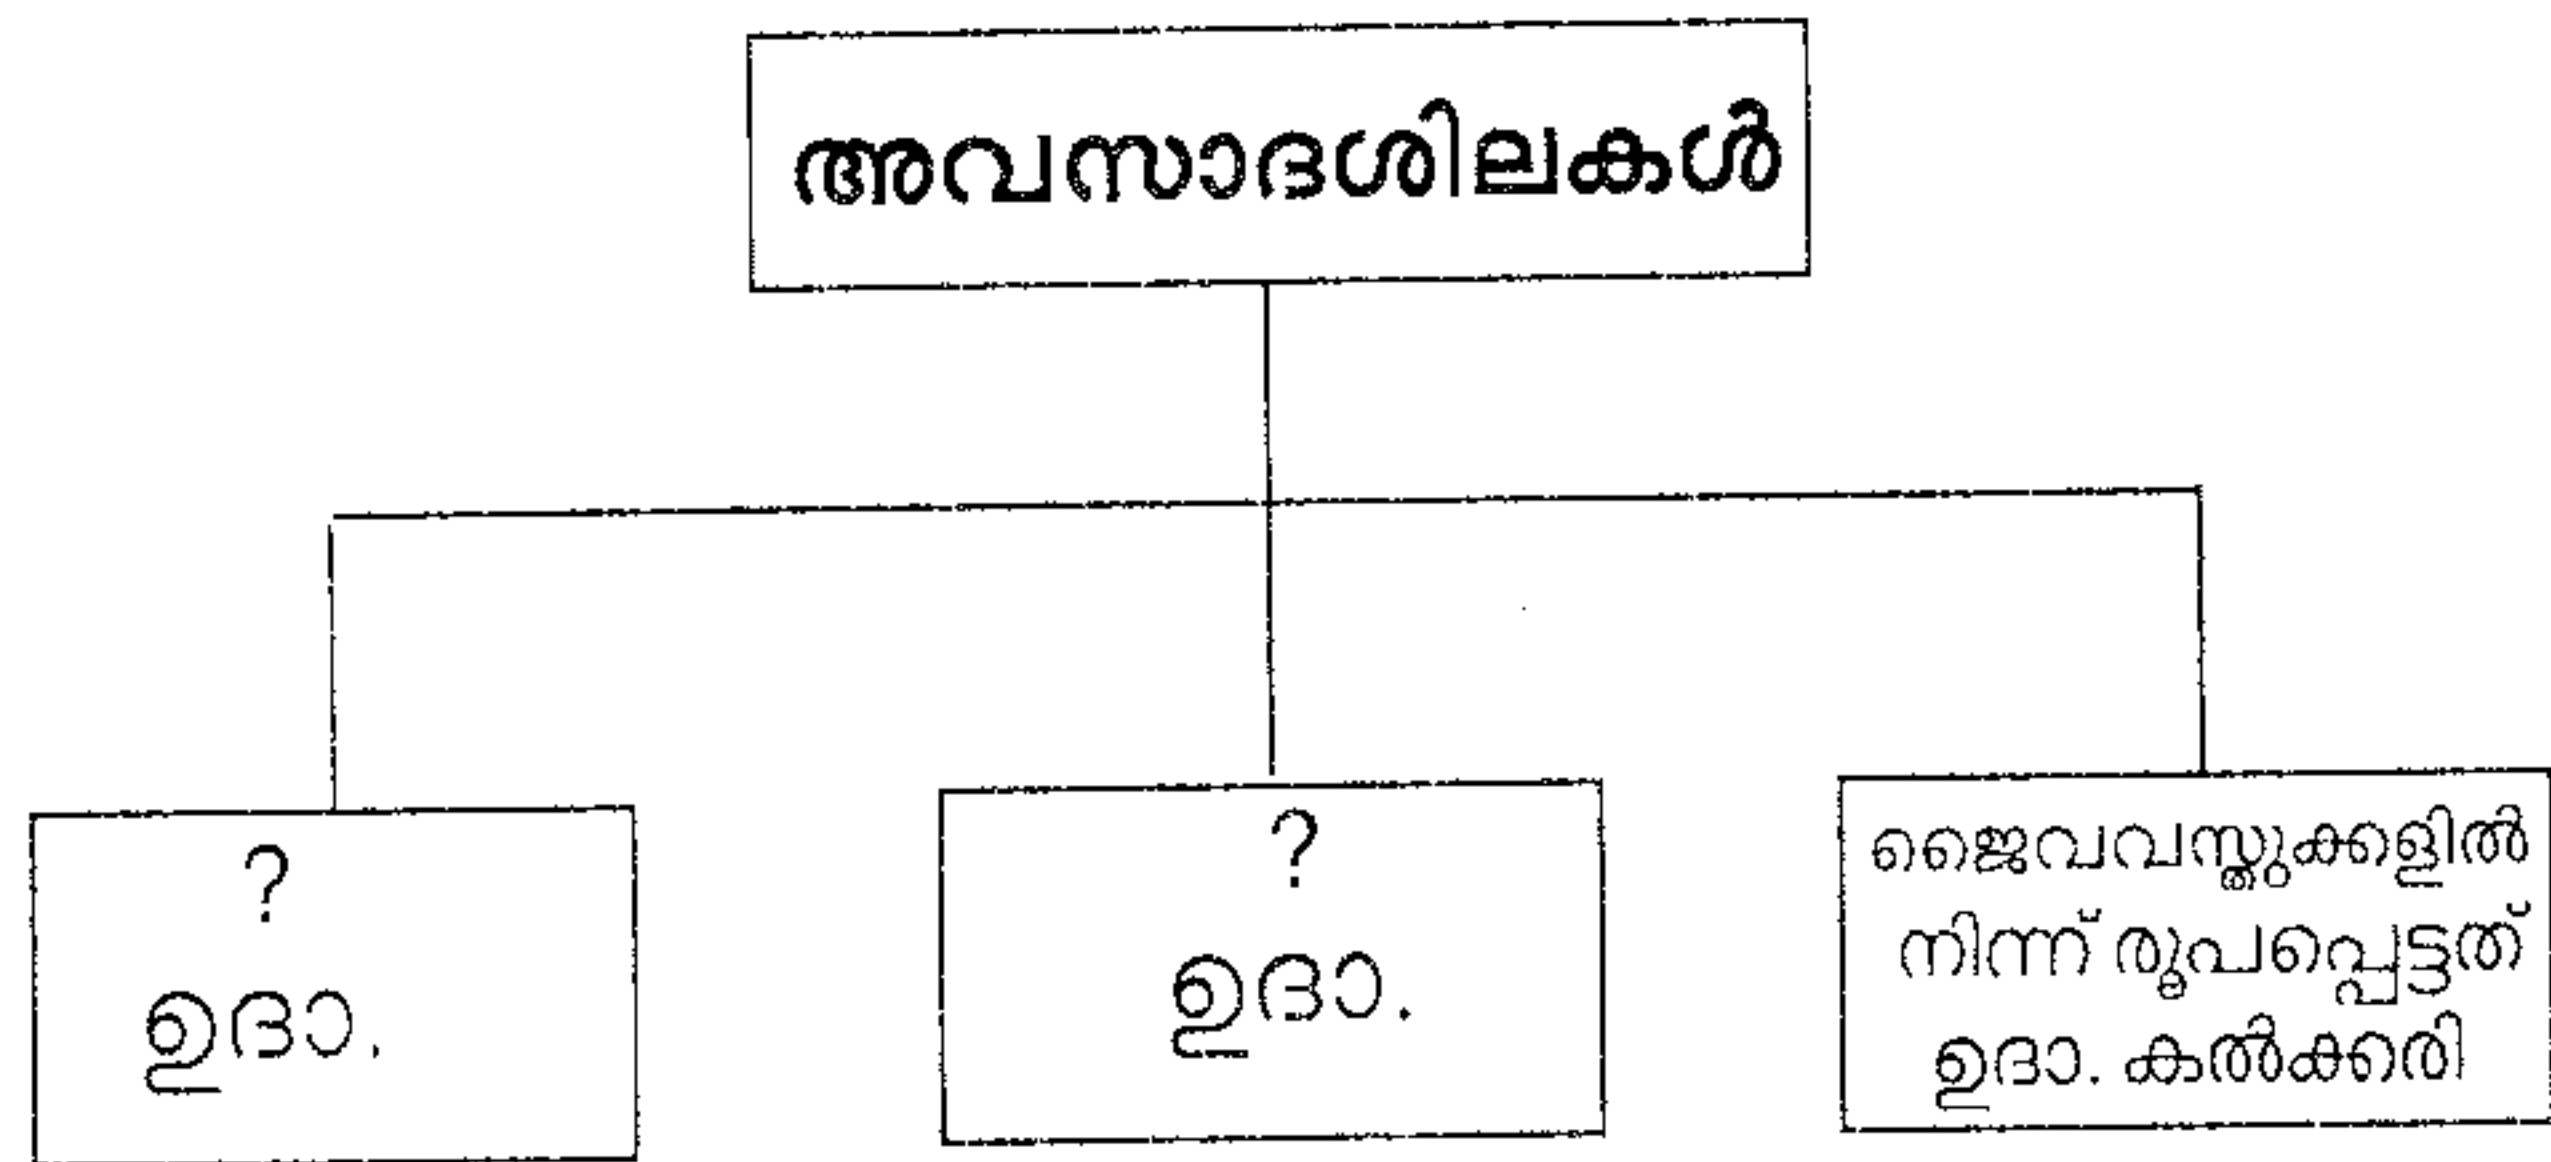 അവസാദശിലകൾ
?
ഉദാ.
?
ഉദാ.
ജൈവവസ്തുക്കളിൽ
നിന്ന് രൂപപ്പെട്ടത്
ഉദാ. കൽക്കരി